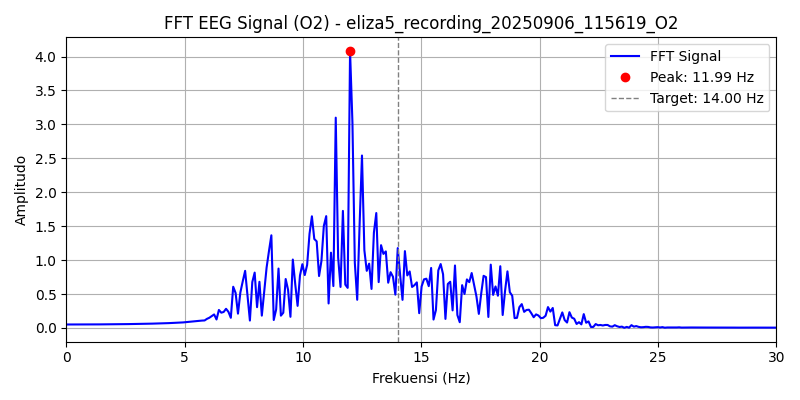 FFT EEG Signal (O2) - eliza5_recording_20250906_115619_O2
FFT Signal
Peak: 11.99 Hz
Target: 14.00 Hz
Amplitudo
4.0
3.5
3.0
2.5
2.0
1.5
1.0
0.5
0.0
0 5 10 15 20 25 30
Frekuensi (Hz)